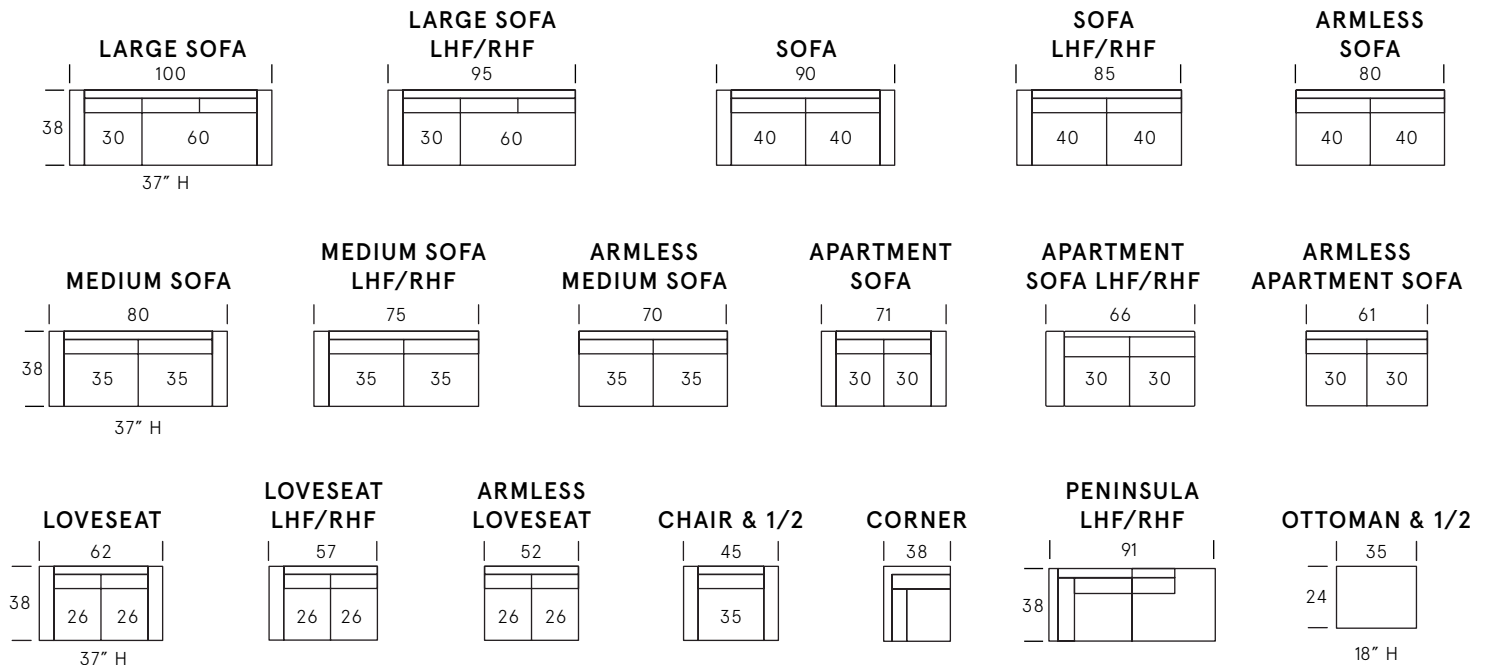 LARGE SOFA
100
38
30 60
37″ H
LARGE SOFA
LHF/RHF
95
30 60
SOFA
90
40 40
SOFA
LHF/RHF
85
40 40
ARMLESS
SOFA
80
40 40
MEDIUM SOFA
80
38
35 35
37″ H
MEDIUM SOFA
LHF/RHF
75
35 35
ARMLESS
MEDIUM SOFA
70
35 35
APARTMENT
SOFA
71
30 30
APARTMENT
SOFA LHF/RHF
66
30 30
ARMLESS
APARTMENT SOFA
61
30 30
LOVESEAT
62
38
26 26
37″ H
LOVESEAT
LHF/RHF
57
26 26
ARMLESS
LOVESEAT
52
26 26
CHAIR & 1/2
45
35
CORNER
38
PENINSULA
LHF/RHF
91
38
OTTOMAN & 1/2
35
24
18″ H